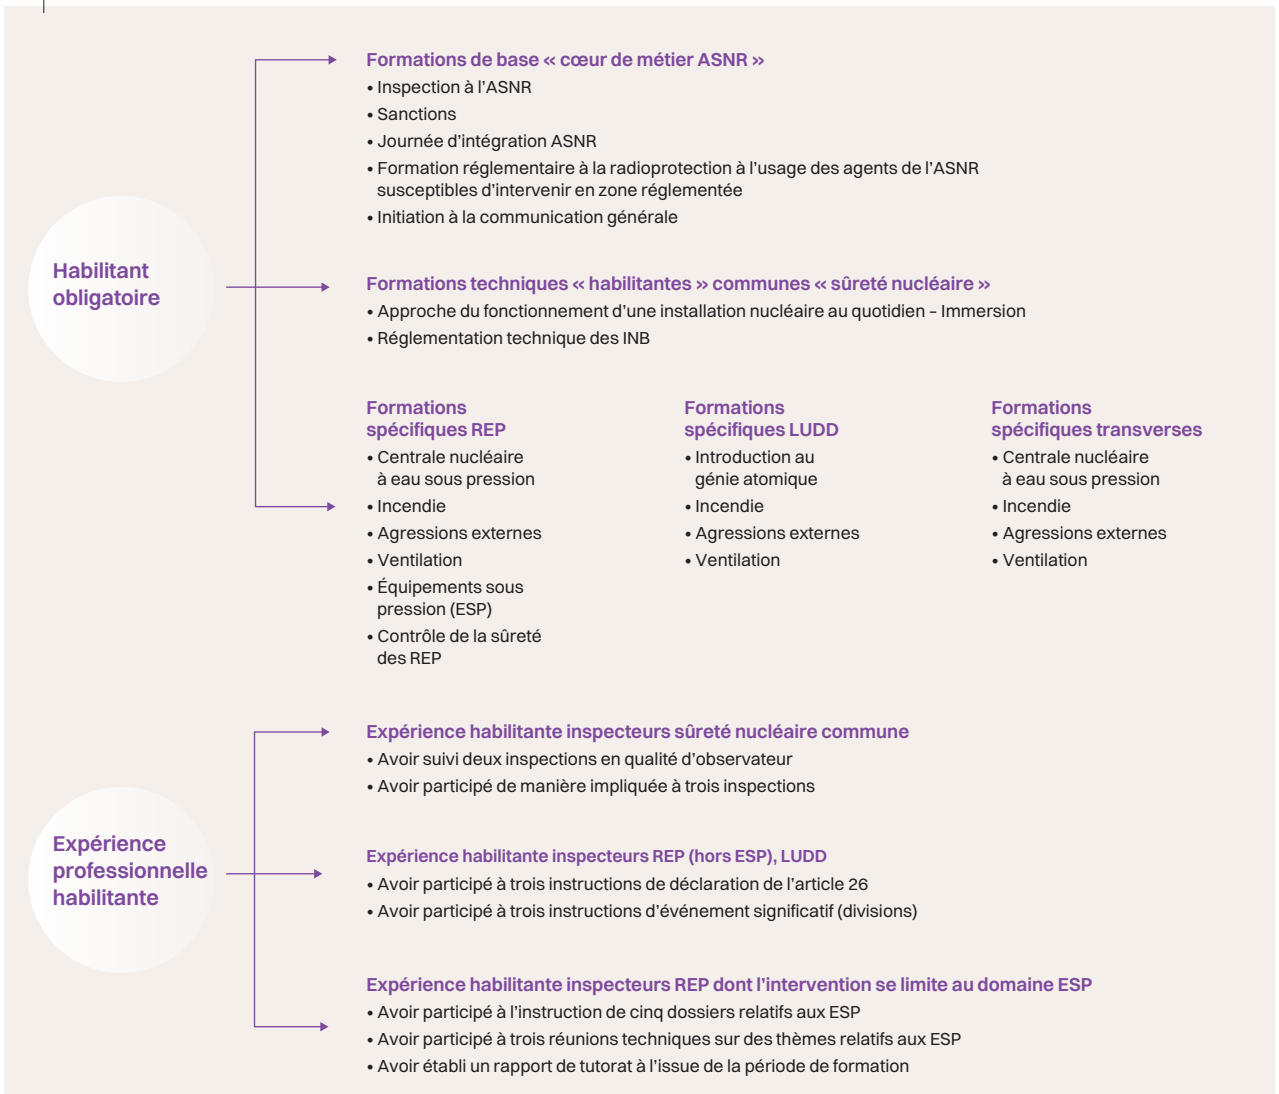 Formations de base « cœur de métier ASNR »
• Inspection à l'ASNR
• Sanctions
• Journée d'intégration ASNR
• Formation réglementaire à la radioprotection à l'usage des agents de l'ASNR
susceptibles d'intervenir en zone réglementée
• Initiation à la communication générale
Habilitant
obligatoire
Formations techniques « habilitantes » communes « sûreté nucléaire »
• Approche du fonctionnement d'une installation nucléaire au quotidien – Immersion
• Réglementation technique des INB
Formations
spécifiques REP
• Centrale nucléaire
à eau sous pression
• Incendie
• Agressions externes
• Ventilation
• Équipements sous
pression (ESP)
• Contrôle de la sûreté
des REP
Formations
spécifiques LUDD
• Introduction au
génie atomique
• Incendie
• Agressions externes
• Ventilation
Formations
spécifiques transverses
• Centrale nucléaire
à eau sous pression
• Incendie
• Agressions externes
• Ventilation
Expérience habilitante inspecteurs sûreté nucléaire commune
• Avoir suivi deux inspections en qualité d'observateur
• Avoir participé de manière impliquée à trois inspections
Expérience
professionnelle
habilitante
Expérience habilitante inspecteurs REP (hors ESP), LUDD
• Avoir participé à trois instructions de déclaration de l'article 26
• Avoir participé à trois instructions d'événement significatif (divisions)
Expérience habilitante inspecteurs REP dont l'intervention se limite au domaine ESP
• Avoir participé à l'instruction de cinq dossiers relatifs aux ESP
• Avoir participé à trois réunions techniques sur des thèmes relatifs aux ESP
• Avoir établi un rapport de tutorat à l'issue de la période de formation